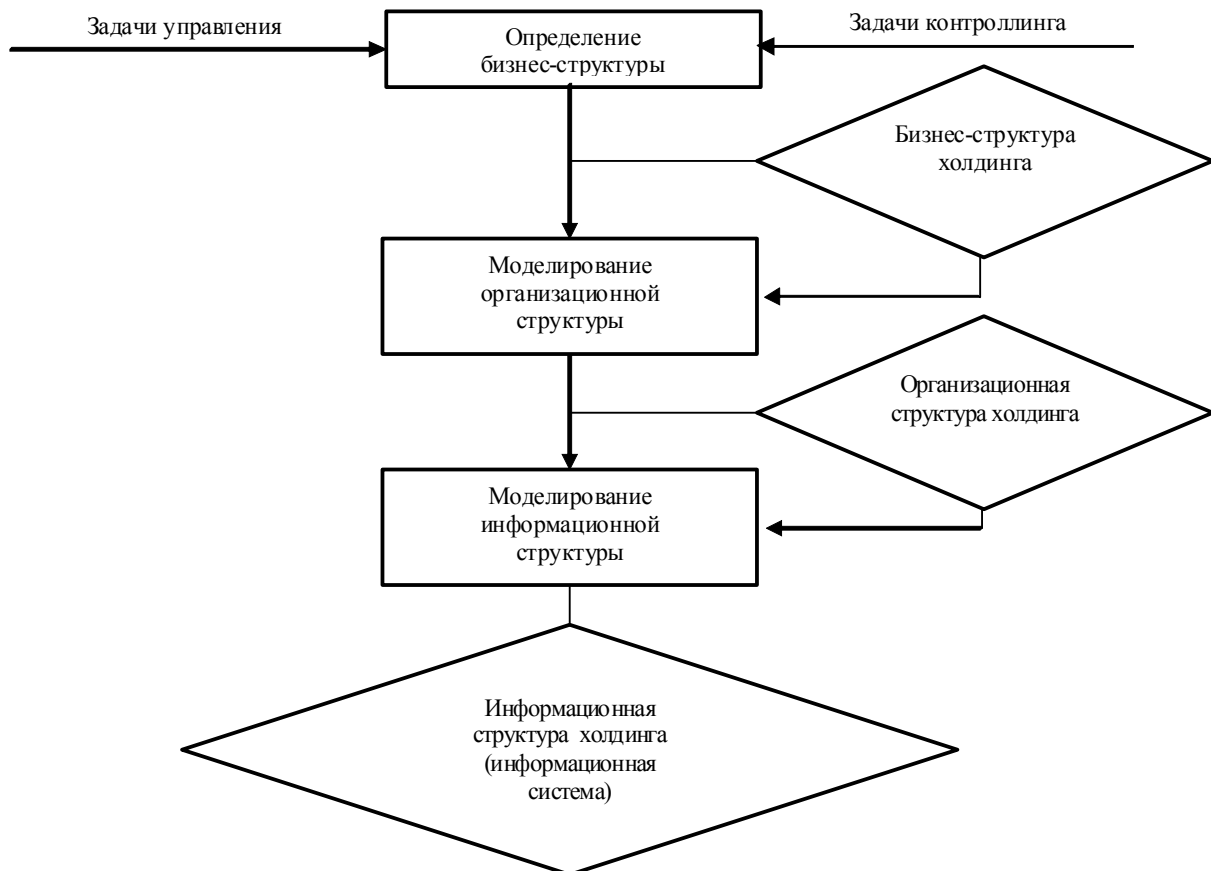 Задачи управления
Определение
бизнес-структуры
Задачи контроллинга
Бизнес-структура
холдинга
Моделирование
организационной
структуры
Организационная
структура холдинга
Моделирование
информационной
структуры
Информационная
структура холдинга
(информационная
система)